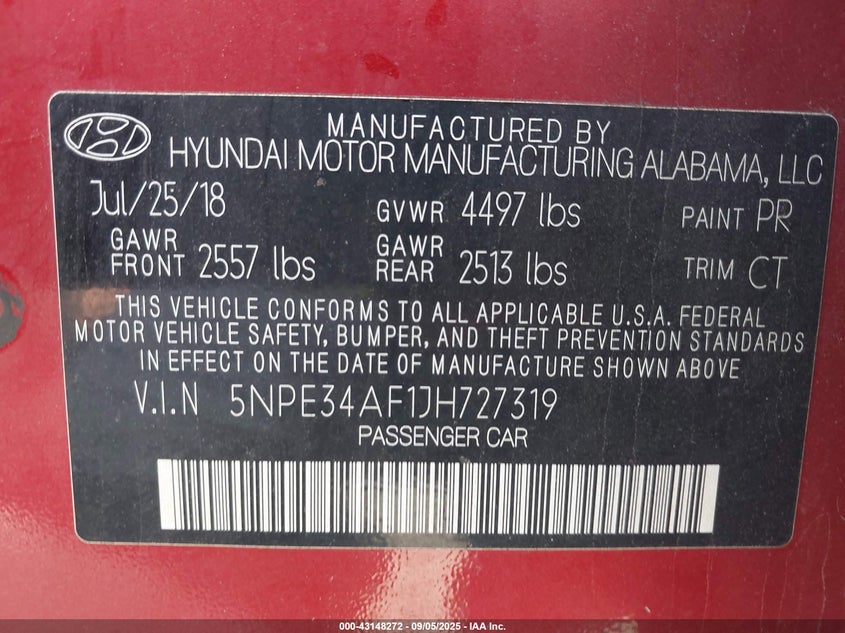 MANUFACTURED BY
HYUNDAI MOTOR MANUFACTURING ALABAMA, LLC
Jul/25/18 GVWR 4497 lbs PAINT PR
GAWR FRONT 2557 lbs GAWR REAR 2513 lbs TRIM CT
THIS VEHICLE CONFORMS TO ALL APPLICABLE U.S.A. FEDERAL
MOTOR VEHICLE SAFETY, BUMPER, AND THEFT PREVENTION STANDARDS
IN EFFECT ON THE DATE OF MANUFACTURE SHOWN ABOVE
V.I.N 5NPE34AF1JH727319
PASSENGER CAR
000 - 43148272 - 09/05/2025 - IAA Inc.